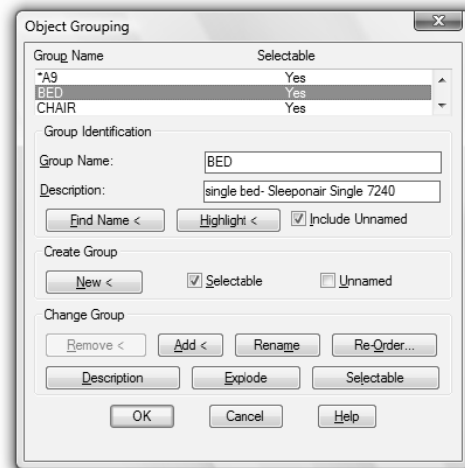 Object Grouping
Group Name Selectable
*A9 Yes
BED Yes
CHAIR Yes
Group Identification
Group Name: BED
Description: single bed- Sleeponair Single 7240
Find Name < Highlight < Include Unnamed
Create Group
New < Selectable Unnamed
Change Group
Remove < Add < Rename Re-Order...
Description Explode Selectable
OK Cancel Help